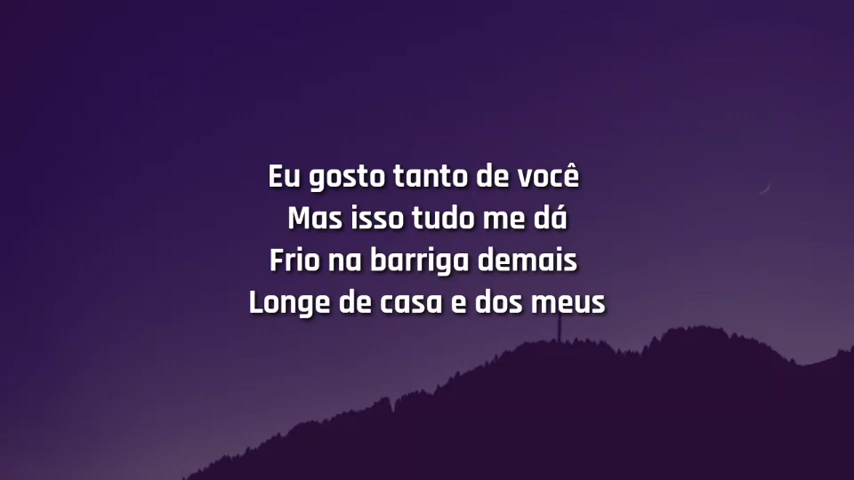 Eu gosto tanto de você
Mas isso tudo me dá
Frio na barriga demais
Longe de casa e dos meus